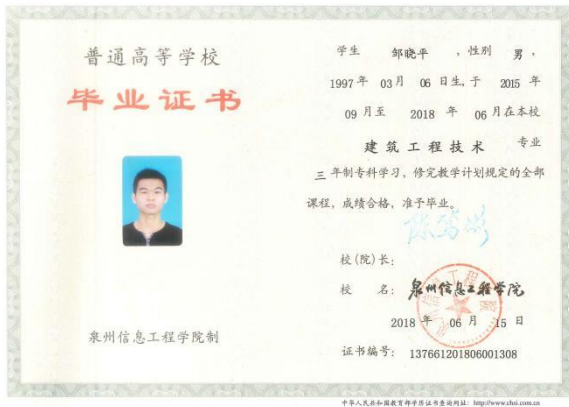 普通高等学校
毕业证书
泉州信息工程学院制
学生 邹晓平 ，性别 男，
1997年 03月 06 日生，于 2015 年
09 月至 2018 年 06 月在本校
建筑工程技术 专业
三 年制专科学习，修完教学计划规定的全部
课程，成绩合格，准予毕业。
校（院）长：
校 名：泉州信息工程学院
2018 年 06 月 15 日
证书编号：137661201806001308
中华人民共和国教育部学历证书查询网址：http://www.chsi.com.cn